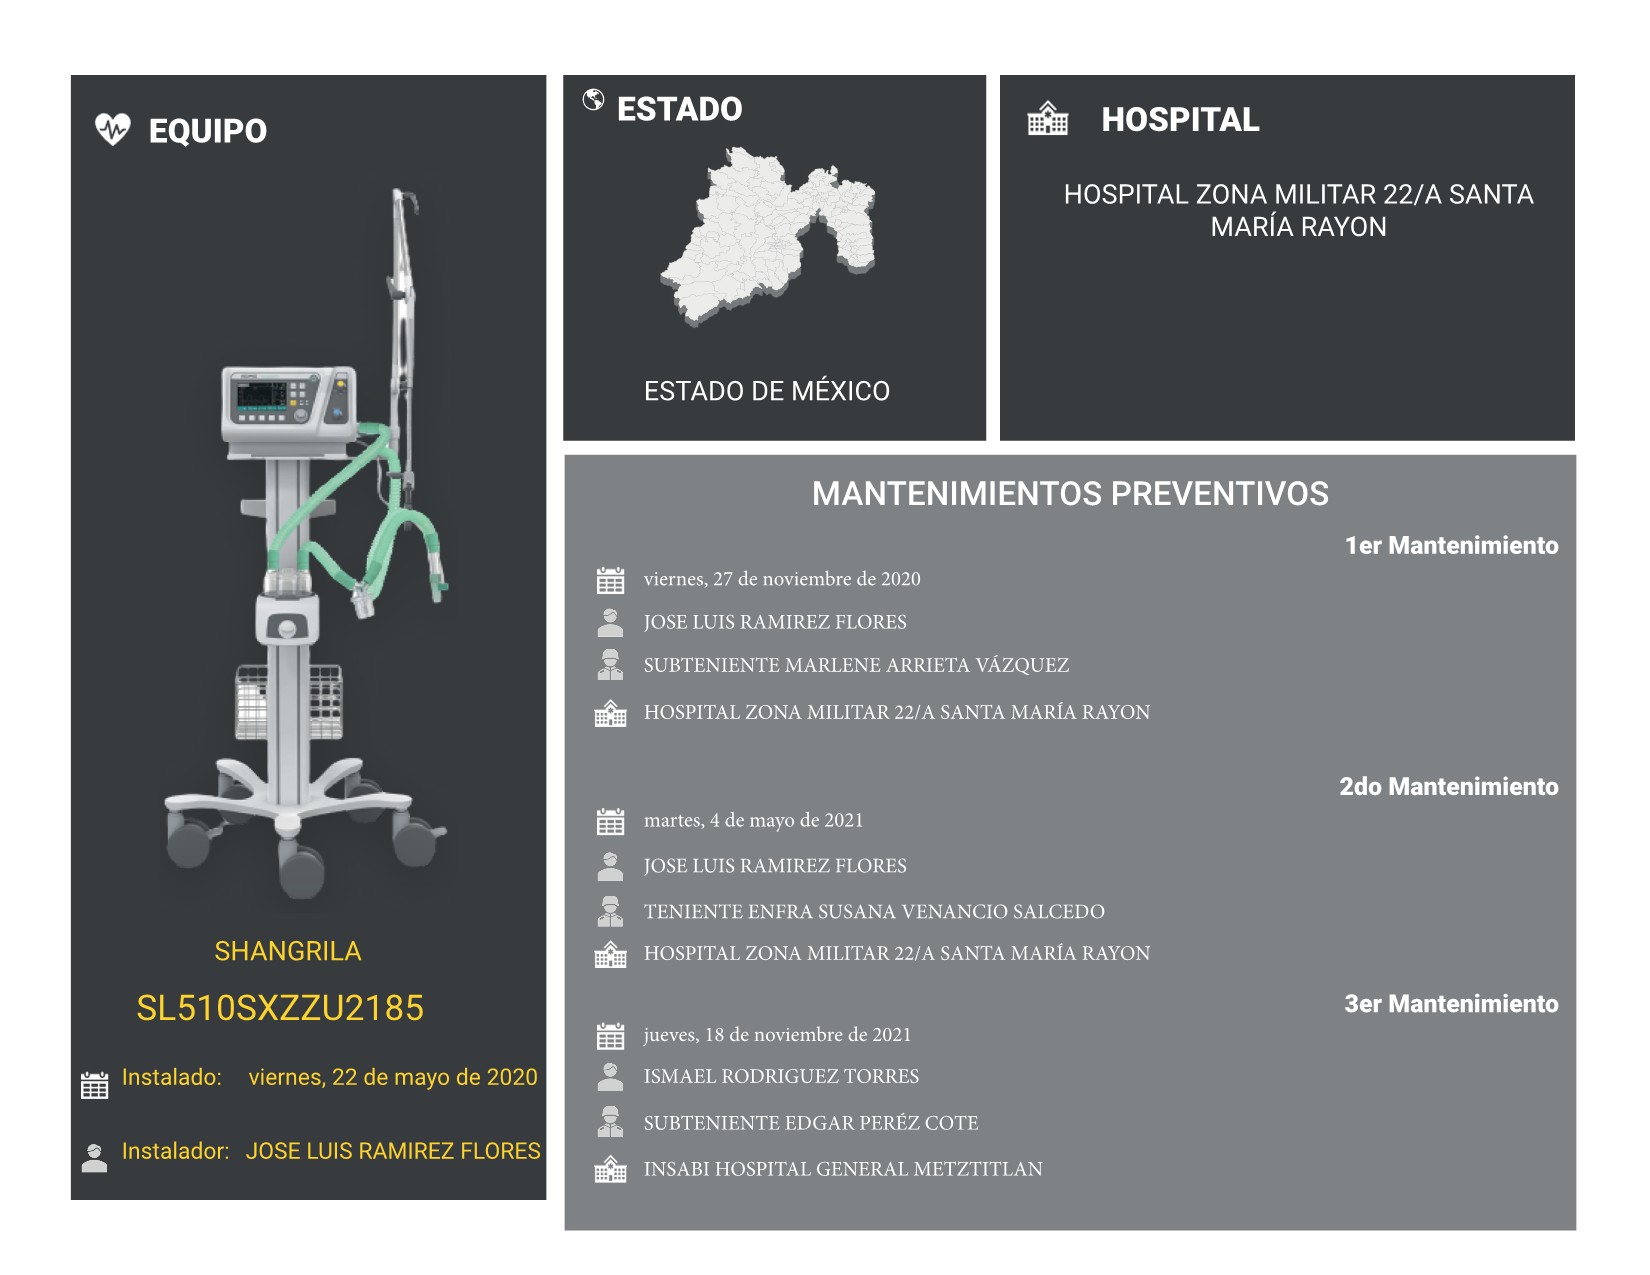 EQUIPO
SHANGRILA
SL510SXZZU2185
Instalado: viernes, 22 de mayo de 2020
Instalador: JOSE LUIS RAMIREZ FLORES
ESTADO
ESTADO DE MÉXICO
HOSPITAL
HOSPITAL ZONA MILITAR 22/A SANTA
MARÍA RAYON
MANTENIMIENTOS PREVENTIVOS
1er Mantenimiento
viernes, 27 de noviembre de 2020
JOSE LUIS RAMIREZ FLORES
SUBTENIENTE MARLENE ARRIETA VÁZQUEZ
HOSPITAL ZONA MILITAR 22/A SANTA MARÍA RAYON
2do Mantenimiento
martes, 4 de mayo de 2021
JOSE LUIS RAMIREZ FLORES
TENIENTE ENFRA SUSANA VENANCIO SALCEDO
HOSPITAL ZONA MILITAR 22/A SANTA MARÍA RAYON
3er Mantenimiento
jueves, 18 de noviembre de 2021
ISMAEL RODRIGUEZ TORRES
SUBTENIENTE EDGAR PERÉZ COTE
INSABI HOSPITAL GENERAL METZTITLAN